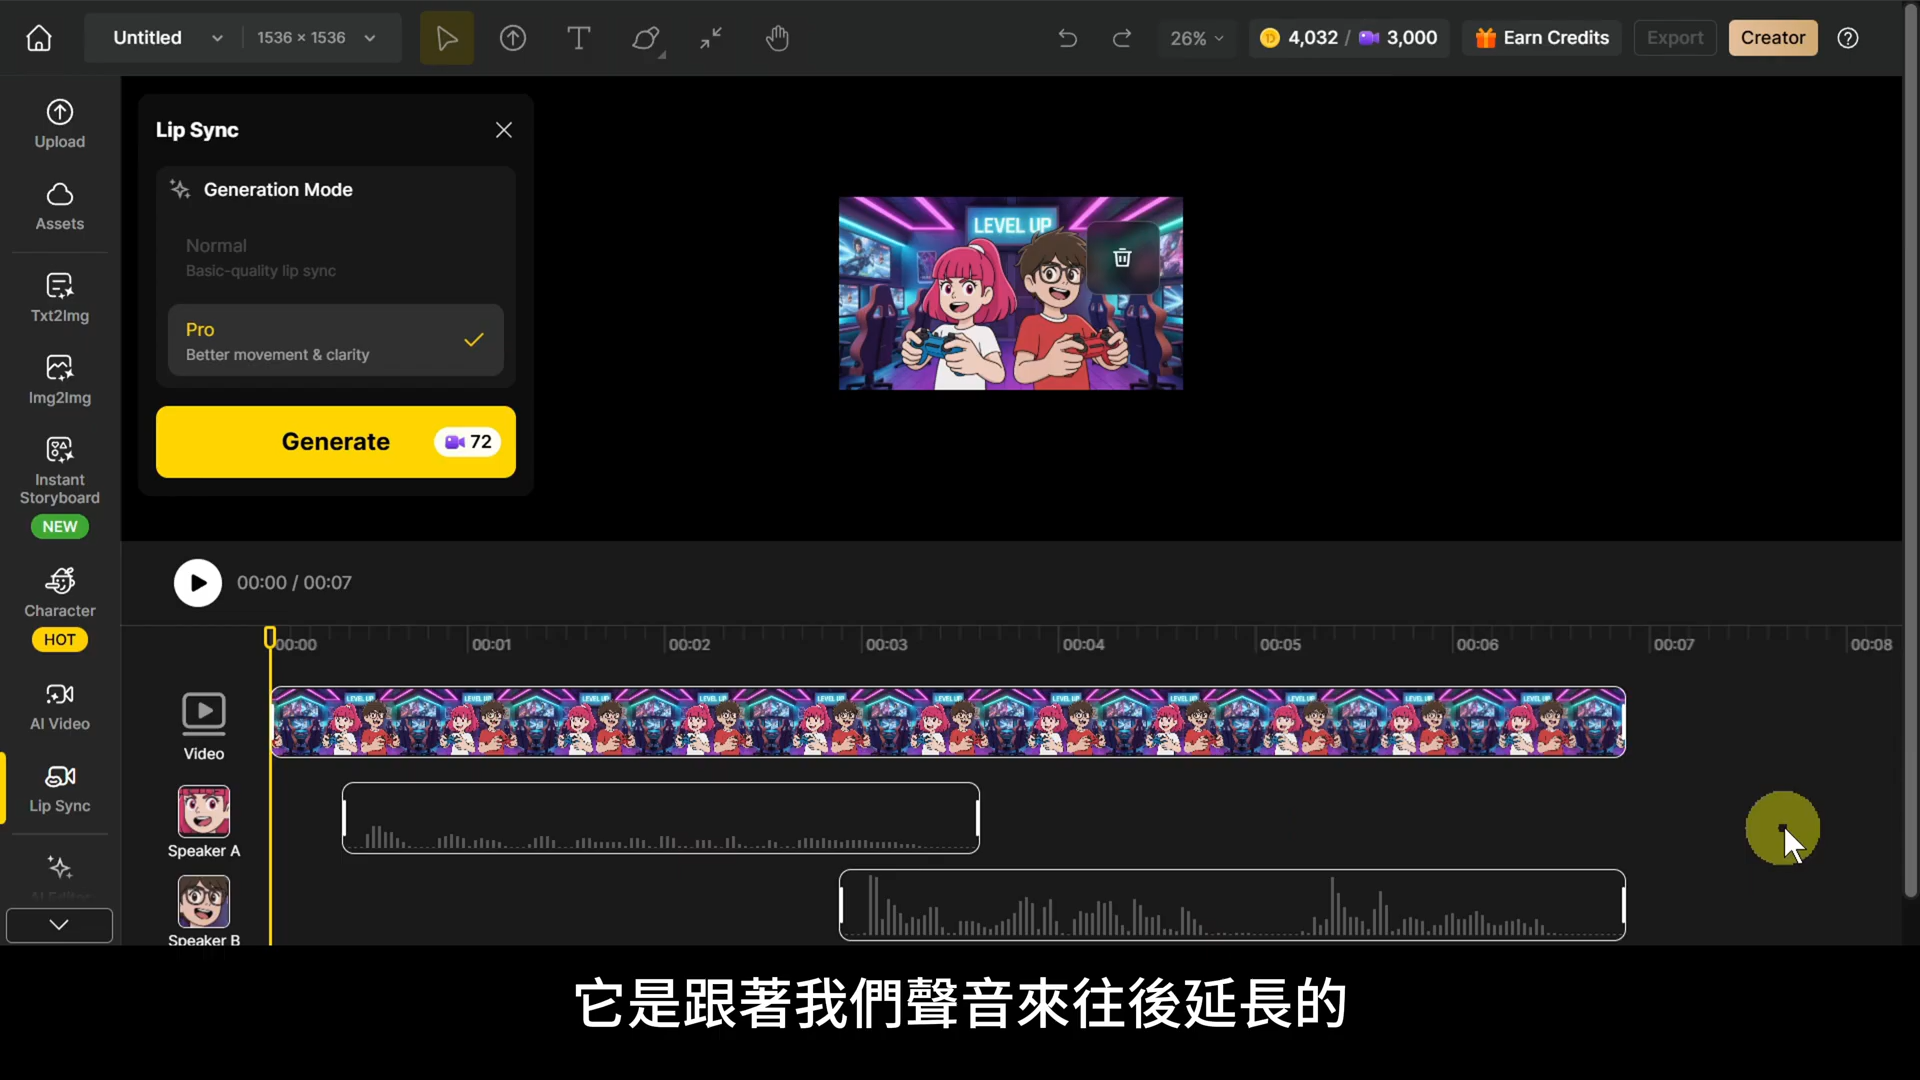 Untitled
1536 × 1536
26%
4,032 / 3,000
Earn Credits
Export
Creator
Upload
Assets
Txt2Img
Img2Img
Instant
Storyboard
NEW
Character
HOT
AI Video
Lip Sync
AI Editor
Lip Sync
Generation Mode
Normal
Basic-quality lip sync
Pro
Better movement & clarity
Generate 72
LEVEL UP
00:00 / 00:07
00:00 00:01 00:02 00:03 00:04 00:05 00:06 00:07 00:08
Video
Speaker A
Speaker B
它是跟著我們聲音來往後延長的